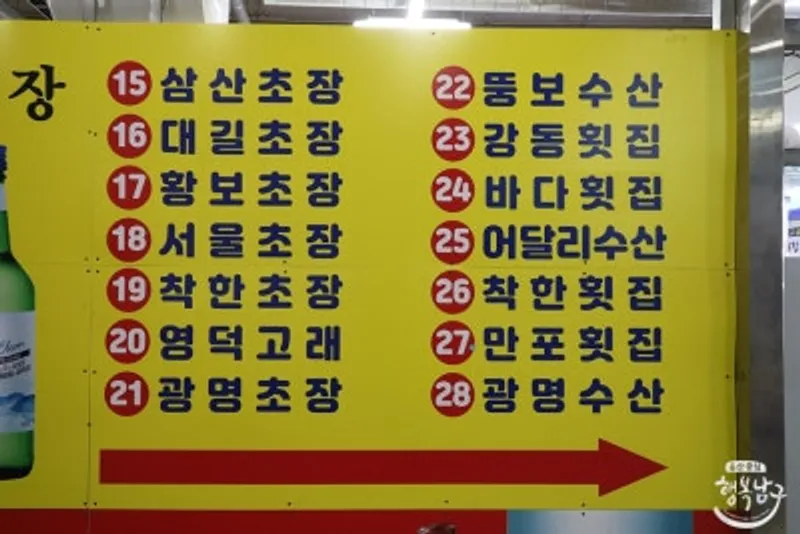 장
15 삼산초장
16 대길초장
17 황보초장
18 서울초장
19 착한초장
20 영덕고래
21 광명초장
22 뚱보수산
23 강동횟집
24 바다횟집
25 어달리수산
26 착한횟집
27 만포횟집
28 광명수산
행복남구